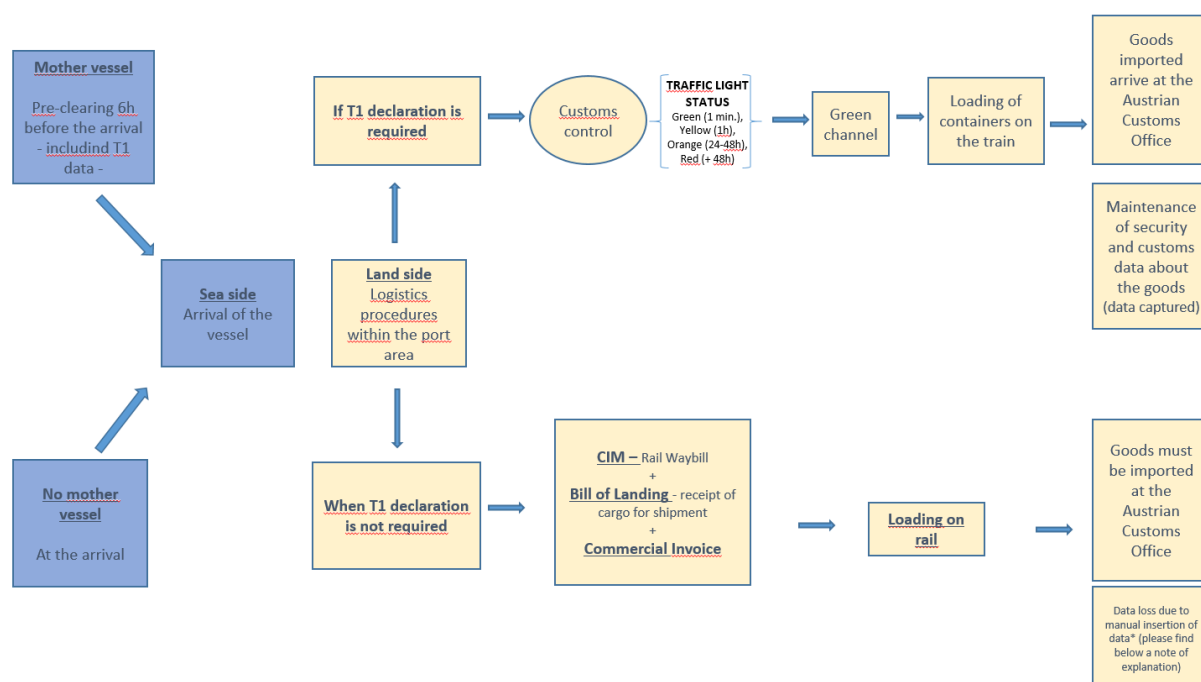 Mother vessel
Pre-clearing 6h
before the arrival
- includind T1
data -
Sea side
Arrival of the
vessel
No mother
vessel
At the arrival
If T1 declaration is
required
Customs
control
TRAFFIC LIGHT
STATUS
Green (1 min.),
Yellow (1h),
Orange (24-48h),
Red (+ 48h)
Green
channel
Loading of
containers on
the train
Goods
imported
arrive at the
Austrian
Customs
Office
Maintenance
of security
and customs
data about
the goods
(data captured)
Land side
Logistics
procedures
within the port
area
When T1 declaration
is not required
CIM – Rail Waybill
+
Bill of Landing - receipt of
cargo for shipment
+
Commercial Invoice
Loading on
rail
Goods must
be imported
at the
Austrian
Customs
Office
Data loss due to
manual insertion of
data* (please find
below a note of
explanation)